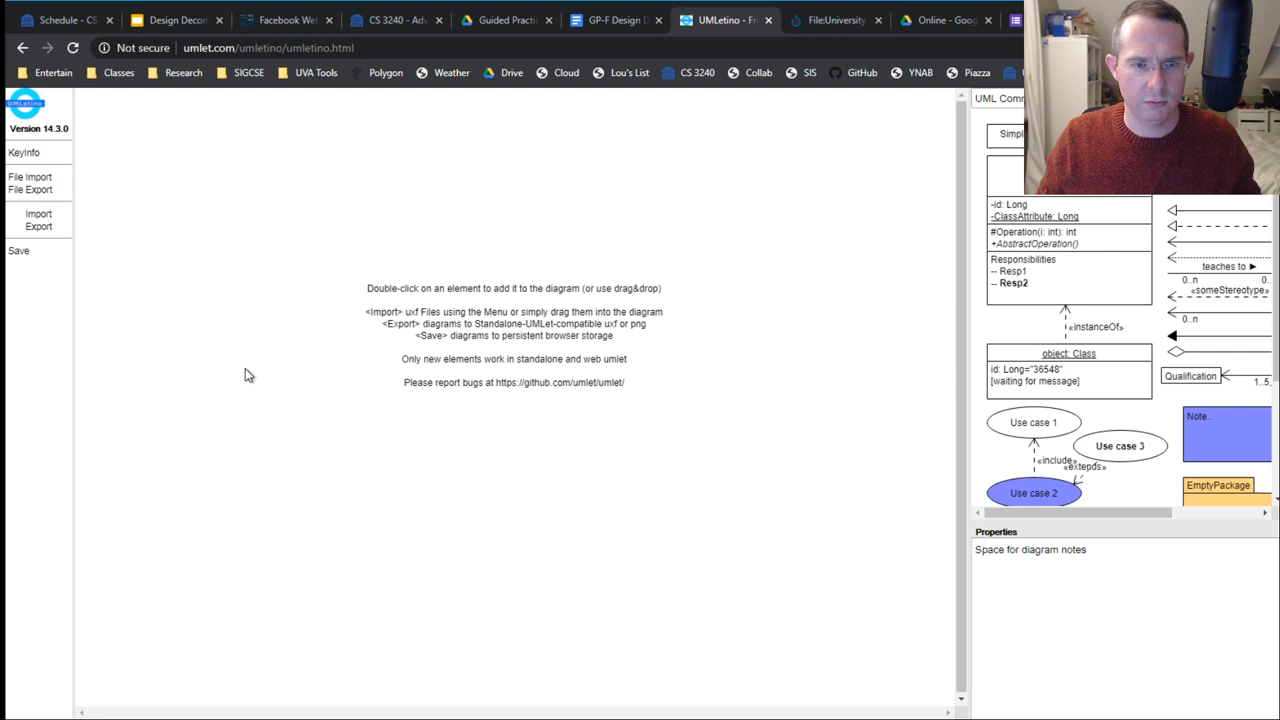 Schedule - CS
Design Decom
Facebook Web
CS 3240 - Adv
Guided Practic
GP-F Design D
UMLetino - Fr
File:University
Online - Goog
Not secure
umlet.com/umletino/umletino.html
Entertain
Classes
Research
SIGCSE
UVA Tools
Polygon
Weather
Drive
Cloud
Lou's List
CS 3240
Collab
SIS
GitHub
YNAB
Piazza
UMLetino
Version 14.3.0
KeyInfo
File Import
File Export
Import
Export
Save
Double-click on an element to add it to the diagram (or use drag&drop)
<Import> uxf Files using the Menu or simply drag them into the diagram
<Export> diagrams to Standalone-UMLet-compatible uxf or png
<Save> diagrams to persistent browser storage
Only new elements work in standalone and web umlet
Please report bugs at https://github.com/umlet/umlet/
UML Com
Simpl
-id: Long
-ClassAttribute: Long
#Operation(i: int): int
+AbstractOperation()
Responsibilities
-- Resp1
-- Resp2
«instanceOf»
object: Class
id: Long="36548"
[waiting for message]
teaches to ►
0..n
0..
«someStereotype»
0..n
Qualification
1..5,
Use case 1
Use case 3
«include»
«extends»
Use case 2
Note..
EmptyPackage
Properties
Space for diagram notes